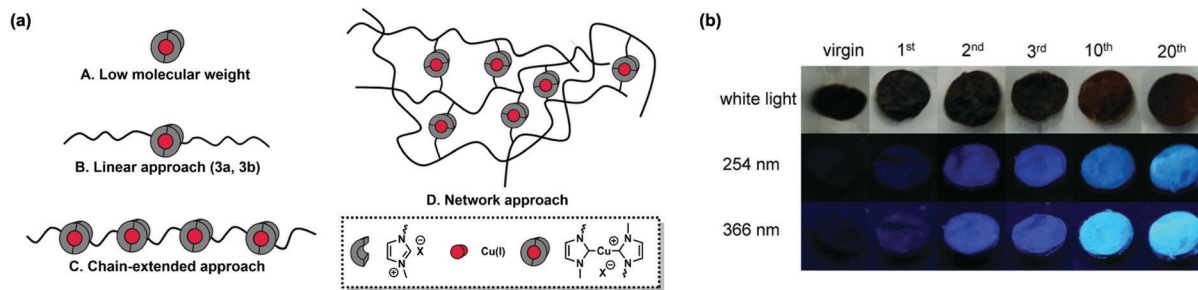 (a)
A. Low molecular weight
B. Linear approach (3a, 3b)
C. Chain-extended approach
D. Network approach
N
N
⊕
X
⊖
Cu(I)
N
N
Cu
⊕
N
N
X
⊖
(b)
virgin 1st 2nd 3rd 10th 20th
white light
254 nm
366 nm